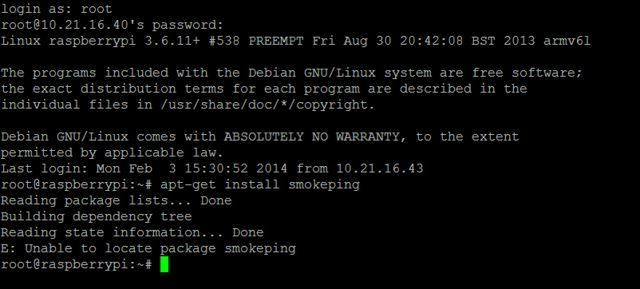 login as: root
root@10.21.16.40's password:
Linux raspberrypi 3.6.11+ #538 PREEMPT Fri Aug 30 20:42:08 BST 2013 armv6l
The programs included with the Debian GNU/Linux system are free software;
the exact distribution terms for each program are described in the
individual files in /usr/share/doc/*/copyright.
Debian GNU/Linux comes with ABSOLUTELY NO WARRANTY, to the extent
permitted by applicable law.
Last login: Mon Feb  3 15:30:52 2014 from 10.21.16.43
root@raspberrypi:~# apt-get install smokeping
Reading package lists... Done
Building dependency tree
Reading state information... Done
E: Unable to locate package smokeping
root@raspberrypi:~#